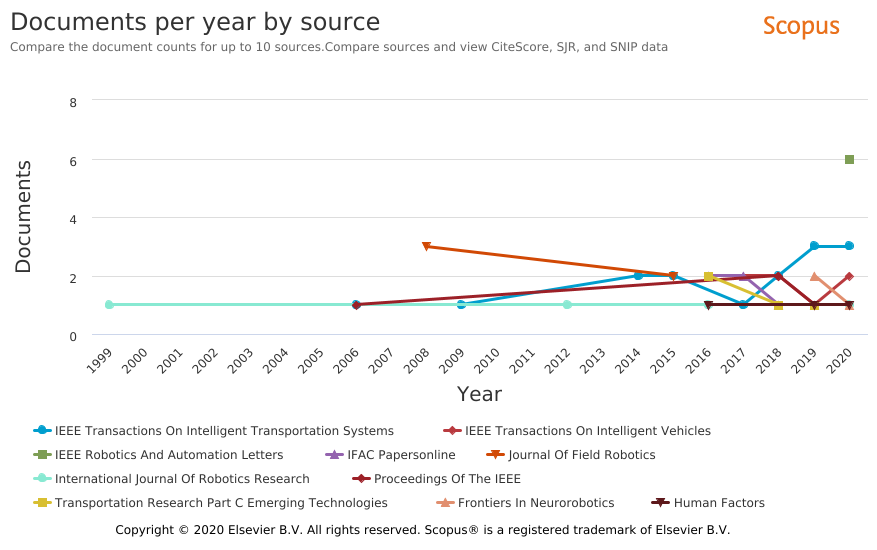 Documents per year by source
Scopus
Compare the document counts for up to 10 sources.Compare sources and view CiteScore, SJR, and SNIP data
8
6
4
2
0
Documents
1999 2000 2001 2002 2003 2004 2005 2006 2007 2008 2009 2010 2011 2012 2013 2014 2015 2016 2017 2018 2019 2020
Year
IEEE Transactions On Intelligent Transportation Systems IEEE Transactions On Intelligent Vehicles
IEEE Robotics And Automation Letters IFAC Papersonline Journal Of Field Robotics
International Journal Of Robotics Research Proceedings Of The IEEE
Transportation Research Part C Emerging Technologies Frontiers In Neurorobotics Human Factors
Copyright © 2020 Elsevier B.V. All rights reserved. Scopus® is a registered trademark of Elsevier B.V.